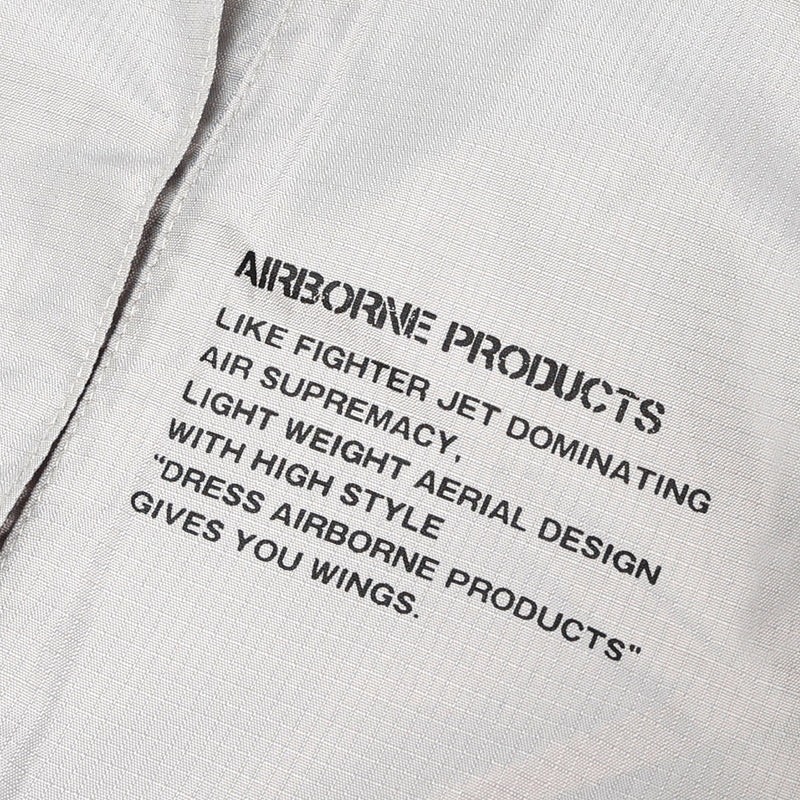 AIRBORNE PRODUCTS
LIKE FIGHTER JET DOMINATING
AIR SUPREMACY,
LIGHT WEIGHT AERIAL DESIGN
WITH HIGH STYLE
"DRESS AIRBORNE PRODUCTS"
GIVES YOU WINGS.